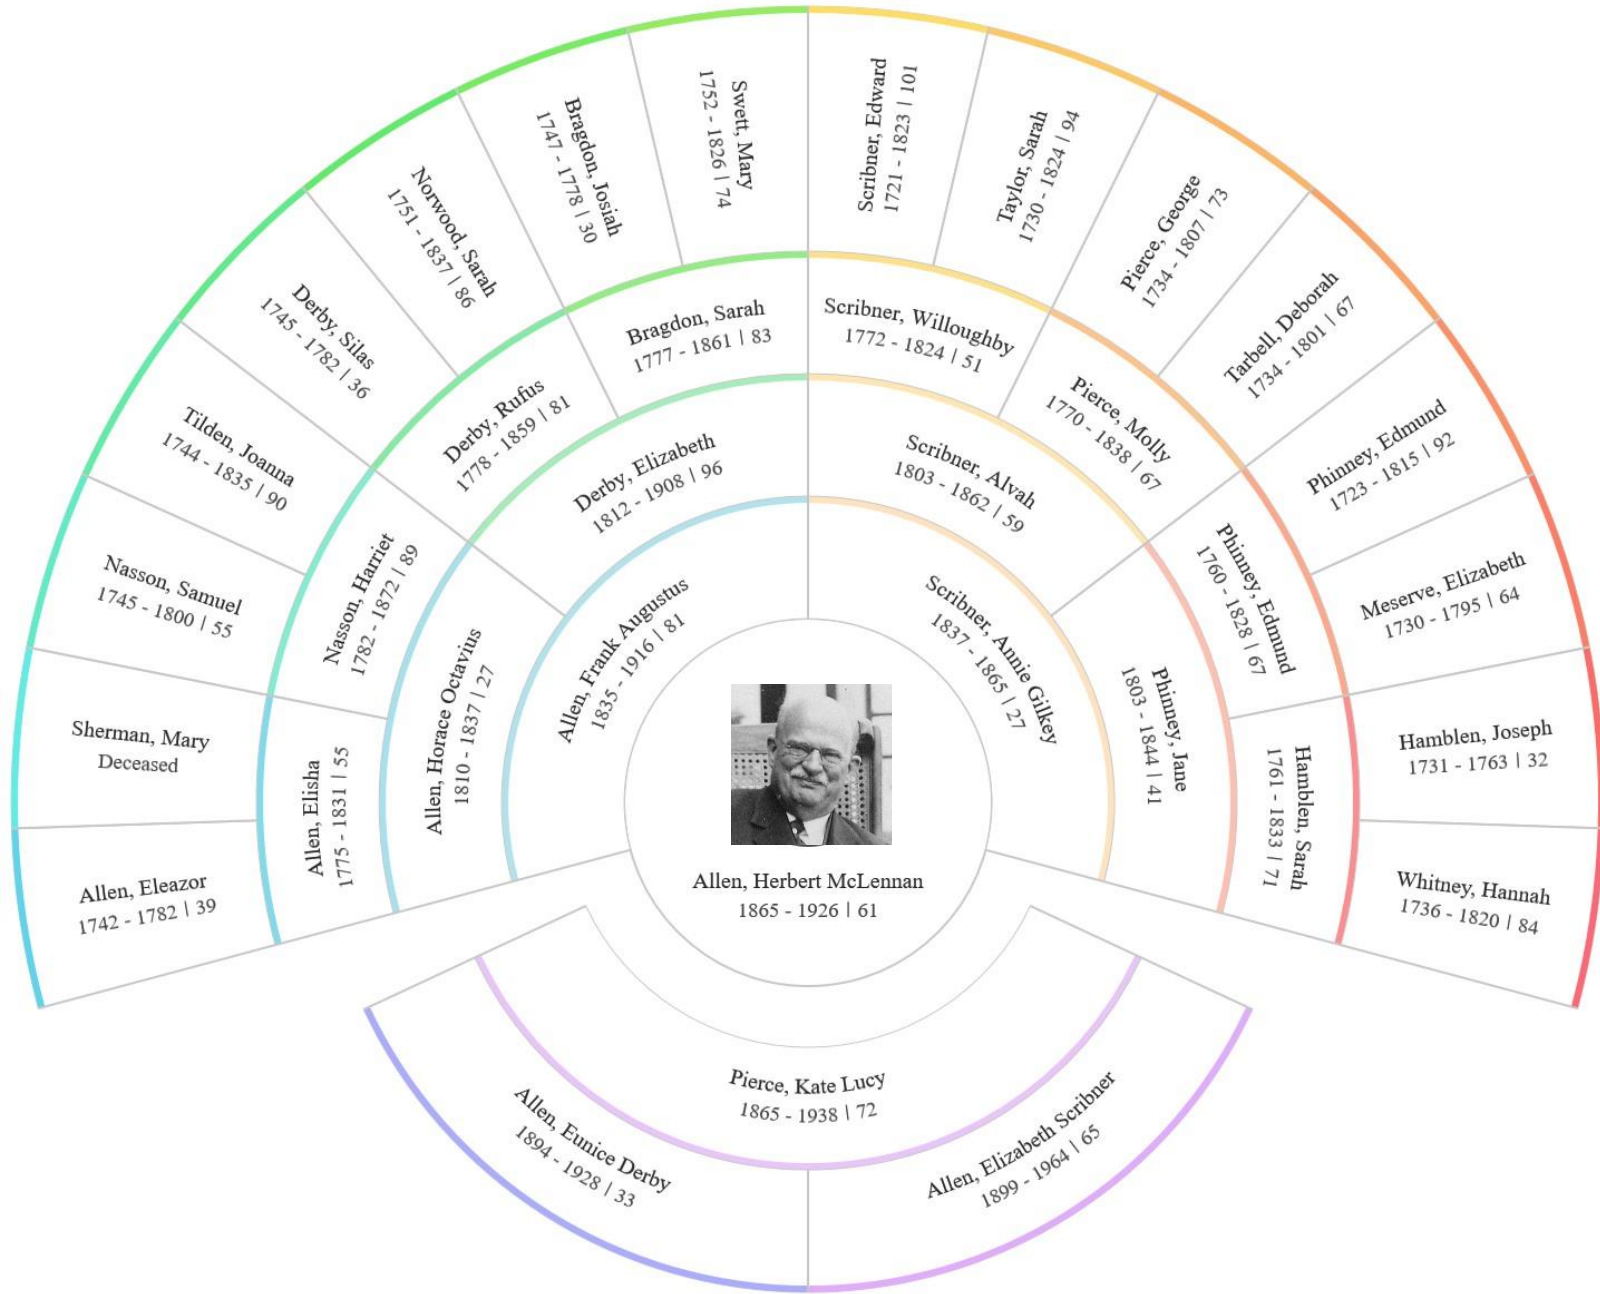 Allen, Eleazor
1742 - 1782 | 39
Sherman, Mary
Deceased
Nasson, Samuel
1745 - 1800 | 55
Tilden, Joanna
1744 - 1835 | 90
Derby, Silas
1745 - 1782 | 36
Norwood, Sarah
1751 - 1837 | 86
Bragdon, Josiah
1747 - 1778 | 30
Swett, Mary
1752 - 1826 | 74
Scribner, Edward
1721 - 1823 | 101
Taylor, Sarah
1730 - 1824 | 94
Pierce, George
1734 - 1807 | 73
Tarbell, Deborah
1734 - 1801 | 67
Phinney, Edmund
1723 - 1815 | 92
Meserve, Elizabeth
1730 - 1795 | 64
Hamblen, Joseph
1731 - 1763 | 32
Whitney, Hannah
1736 - 1820 | 84
Allen, Elisha
1775 - 1831 | 55
Nasson, Harriet
1782 - 1872 | 89
Derby, Rufus
1778 - 1859 | 81
Bragdon, Sarah
1777 - 1861 | 83
Scribner, Willoughby
1772 - 1824 | 51
Pierce, Molly
1770 - 1838 | 67
Phinney, Edmund
1760 - 1828 | 67
Hamblen, Sarah
1761 - 1833 | 71
Allen, Horace Octavius
1810 - 1837 | 27
Derby, Elizabeth
1812 - 1908 | 96
Scribner, Alvah
1803 - 1862 | 59
Phinney, Jane
1803 - 1844 | 41
Allen, Frank Augustus
1835 - 1916 | 81
Scribner, Annie Gilkey
1837 - 1865 | 27
Allen, Herbert McLennan
1865 - 1926 | 61
Pierce, Kate Lucy
1865 - 1938 | 72
Allen, Eunice Derby
1894 - 1928 | 33
Allen, Elizabeth Scribner
1899 - 1964 | 65